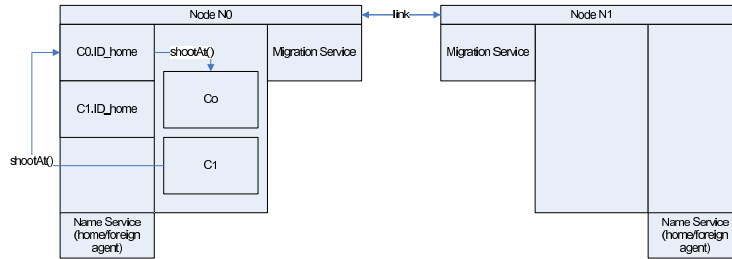 Node N0
link
Node N1
C0.ID_home
shootAt()
Migration Service
Migration Service
Co
C1.ID_home
C1
shootAt()
Name Service
(home/foreign
agent)
Name Service
(home/foreign
agent)